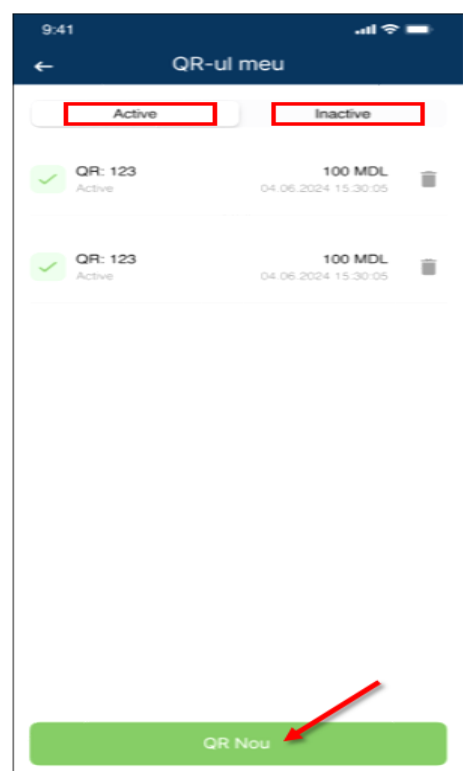 9:41
QR-ul meu
Active Inactive
QR: 123 100 MDL
Active 04.06.2024 15:30:05
QR: 123 100 MDL
Active 04.06.2024 15:30:05
QR Nou